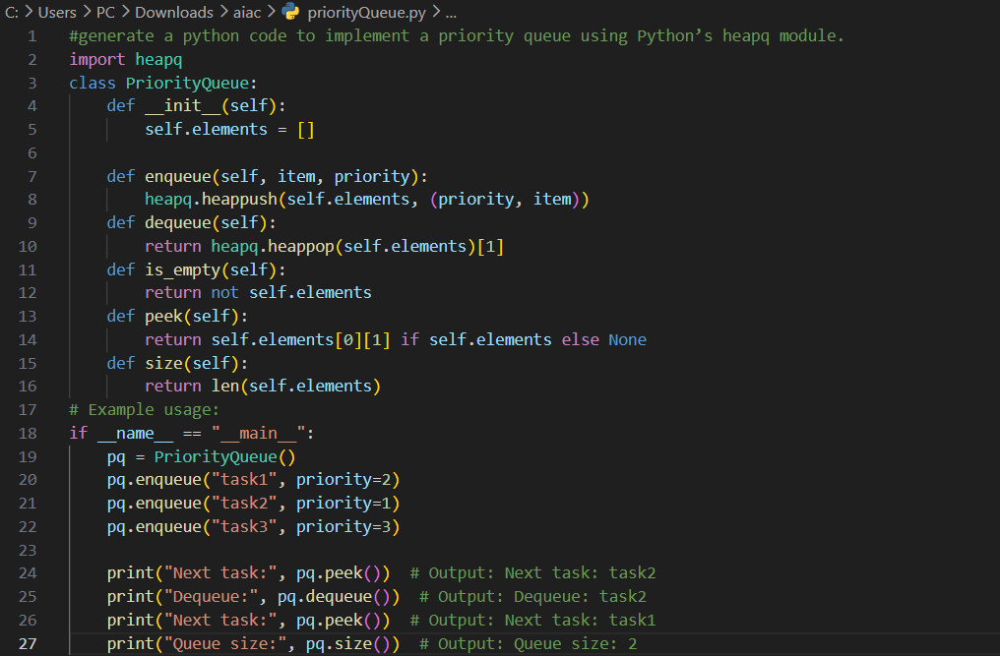 C: > Users > PC > Downloads > aiac > priorityQueue.py > ...
1 #generate a python code to implement a priority queue using Python’s heapq module.
2 import heapq
3 class PriorityQueue:
4     def __init__(self):
5         self.elements = []
6
7     def enqueue(self, item, priority):
8         heapq.heappush(self.elements, (priority, item))
9     def dequeue(self):
10         return heapq.heappop(self.elements)[1]
11     def is_empty(self):
12         return not self.elements
13     def peek(self):
14         return self.elements[0][1] if self.elements else None
15     def size(self):
16         return len(self.elements)
17 # Example usage:
18 if __name__ == "__main__":
19     pq = PriorityQueue()
20     pq.enqueue("task1", priority=2)
21     pq.enqueue("task2", priority=1)
22     pq.enqueue("task3", priority=3)
23
24     print("Next task:", pq.peek())  # Output: Next task: task2
25     print("Dequeue:", pq.dequeue())  # Output: Dequeue: task2
26     print("Next task:", pq.peek())  # Output: Next task: task1
27     print("Queue size:", pq.size())  # Output: Queue size: 2